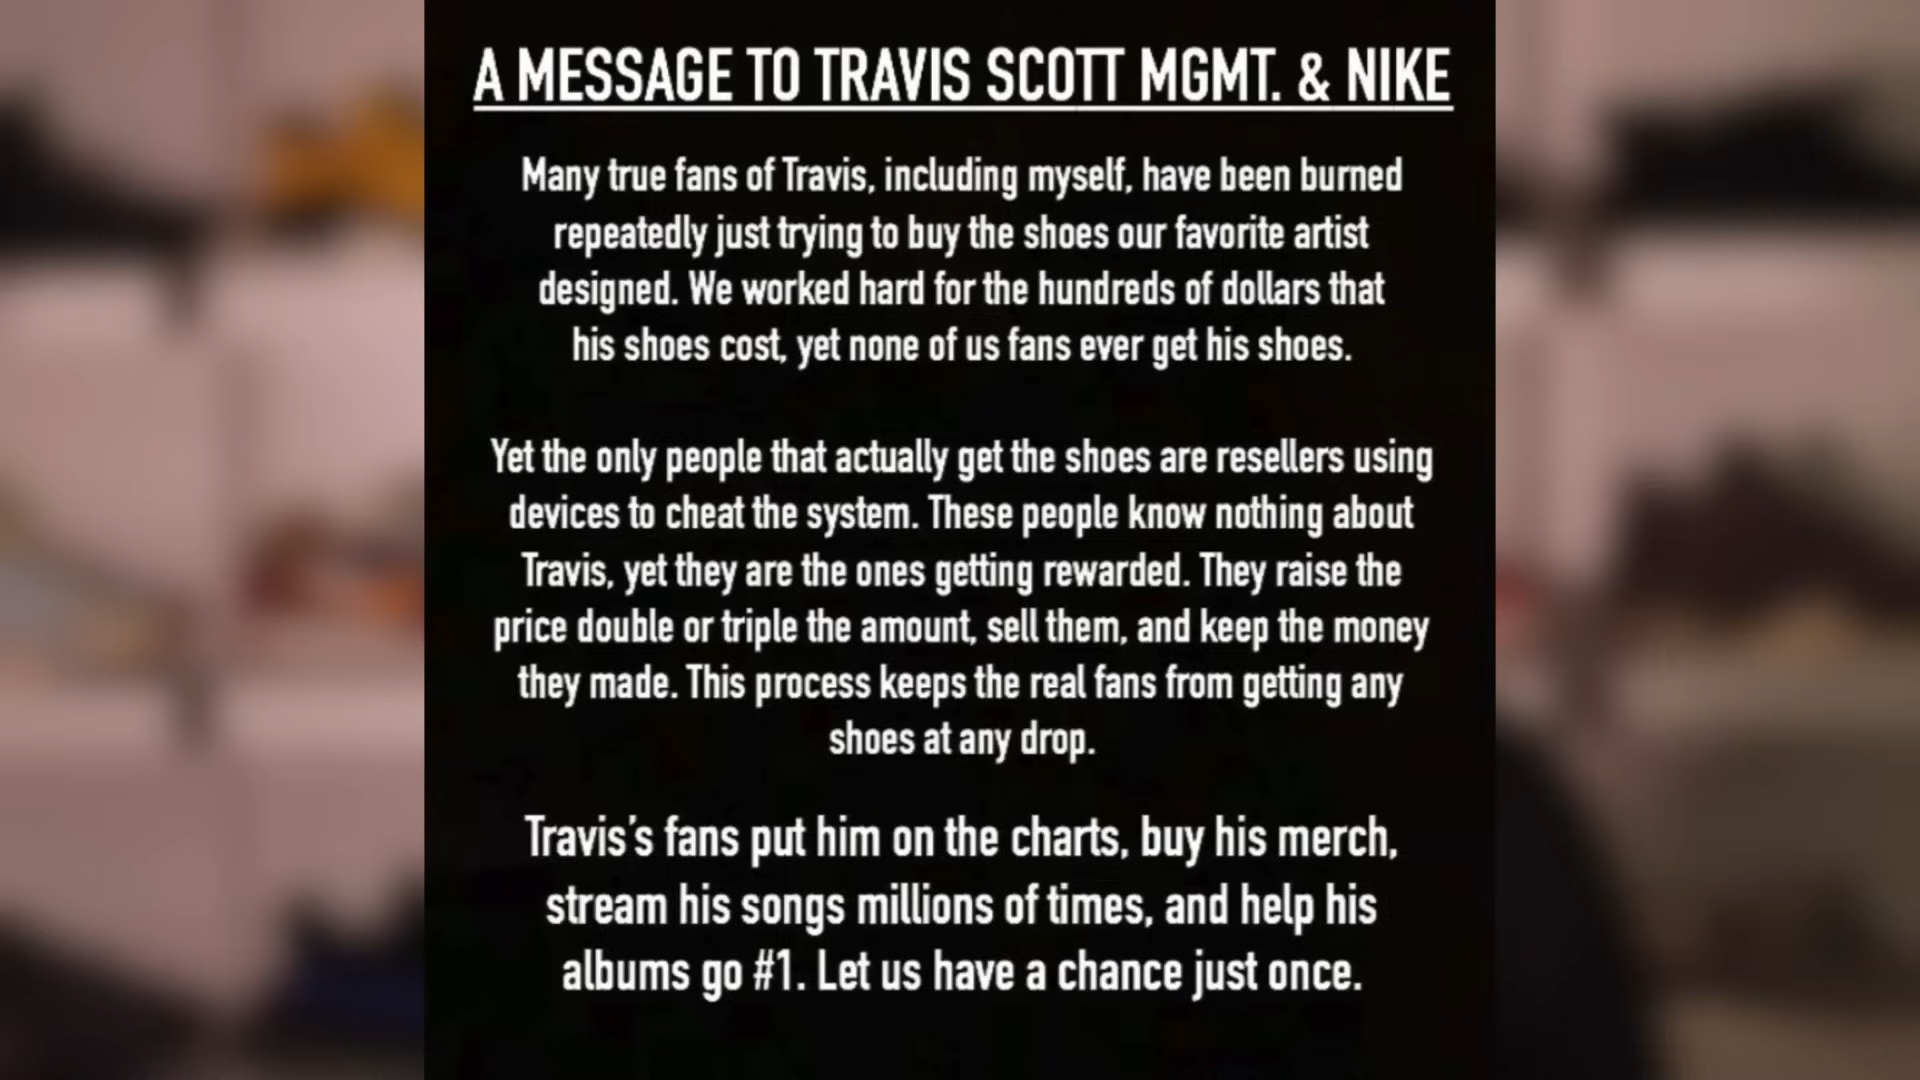 A MESSAGE TO TRAVIS SCOTT MGMT. & NIKE
Many true fans of Travis, including myself, have been burned
repeatedly just trying to buy the shoes our favorite artist
designed. We worked hard for the hundreds of dollars that
his shoes cost, yet none of us fans ever get his shoes.
Yet the only people that actually get the shoes are resellers using
devices to cheat the system. These people know nothing about
Travis, yet they are the ones getting rewarded. They raise the
price double or triple the amount, sell them, and keep the money
they made. This process keeps the real fans from getting any
shoes at any drop.
Travis’s fans put him on the charts, buy his merch,
stream his songs millions of times, and help his
albums go #1. Let us have a chance just once.